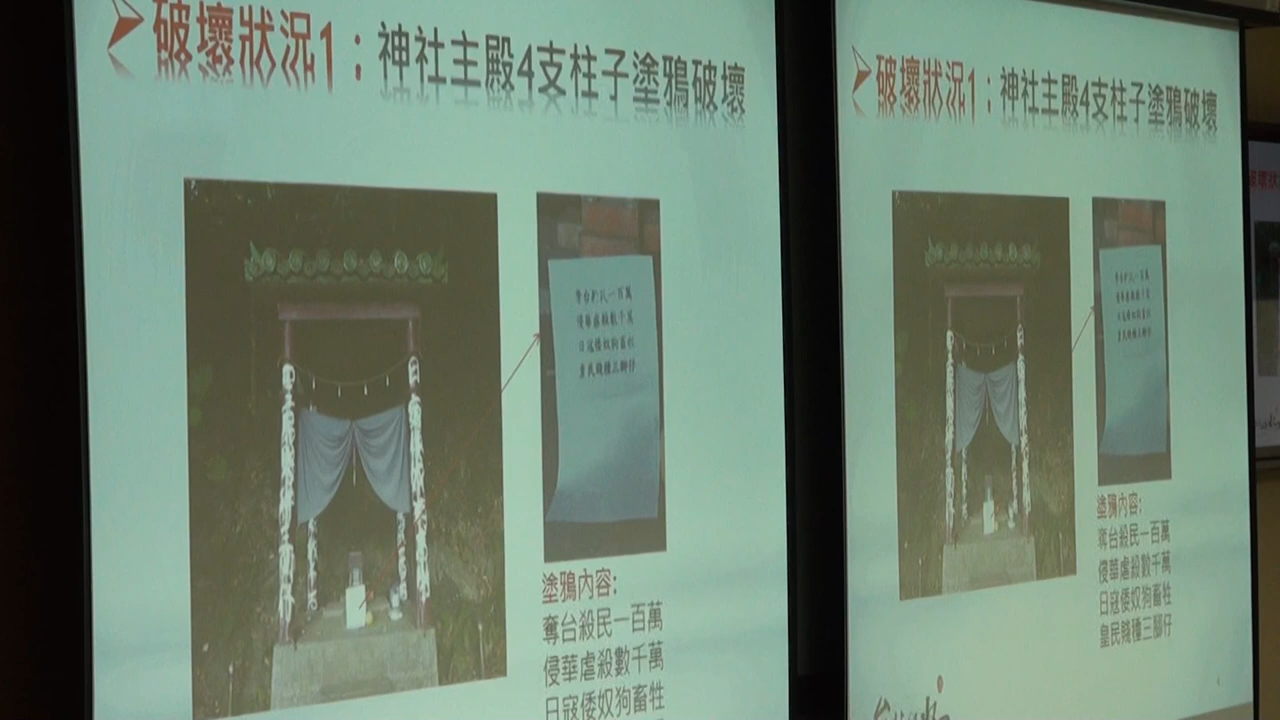 破壞狀況1：神社主殿4支柱子塗鴉破壞
塗鴉內容:
奪台殺民一百萬
侵華虐殺數千萬
日寇倭奴狗畜牲
破壞狀況1：神社主殿4支柱子塗鴉破壞
塗鴉內容:
奪台殺民一百萬
侵華虐殺數千萬
日寇倭奴狗畜牲
皇民賤種三腳仔